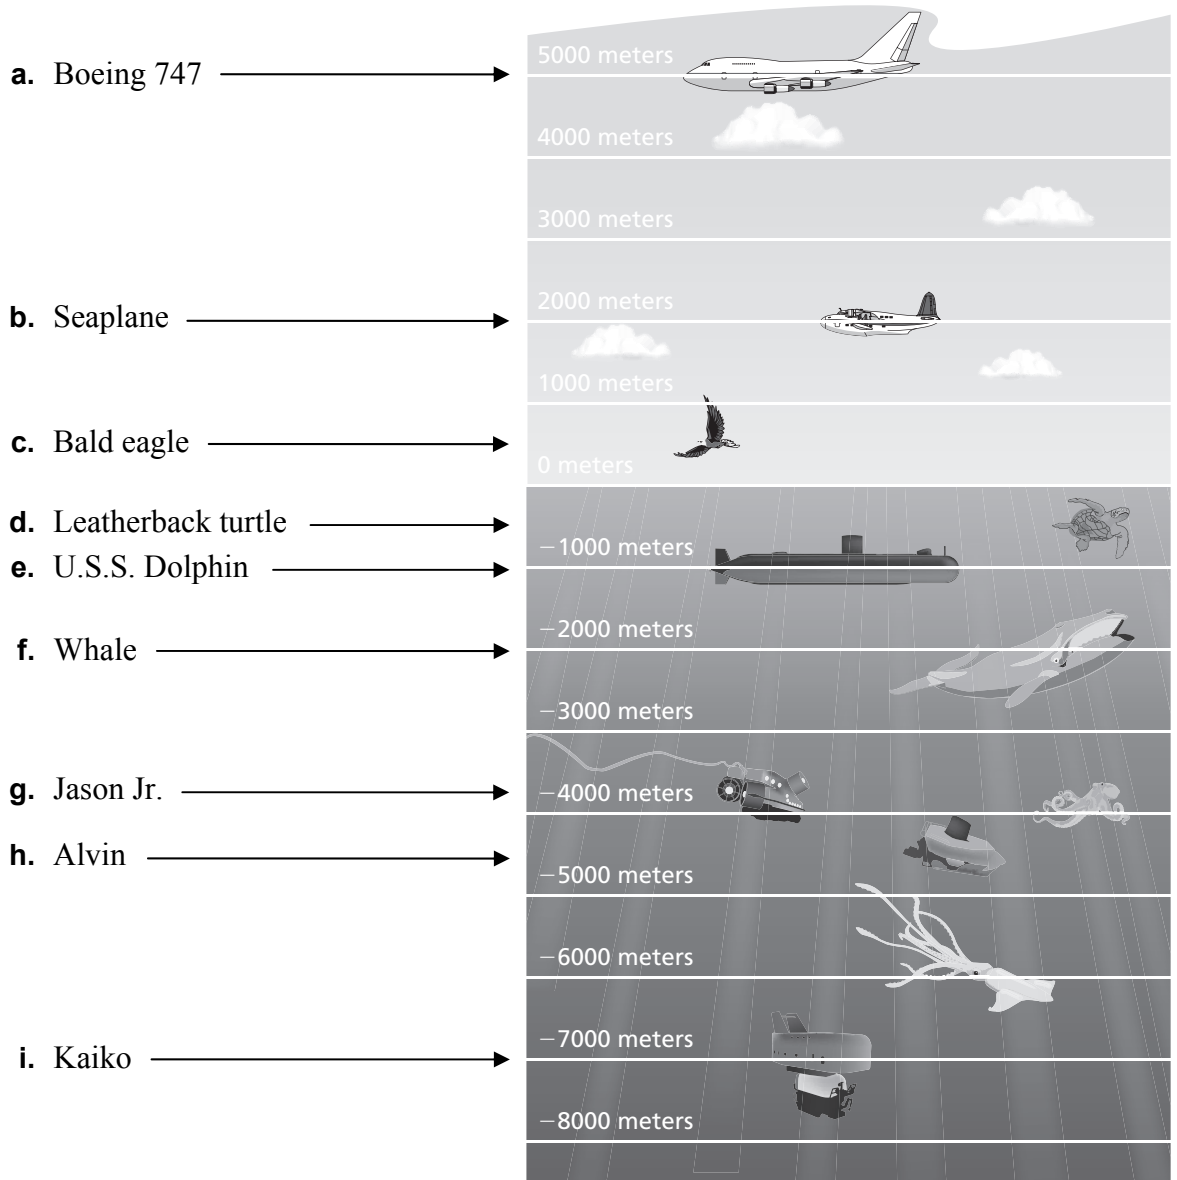 5000 meters
a. Boeing 747
4000 meters
3000 meters
2000 meters
b. Seaplane
1000 meters
c. Bald eagle
0 meters
d. Leatherback turtle
−1000 meters
e. U.S.S. Dolphin
−2000 meters
f. Whale
−3000 meters
g. Jason Jr.
−4000 meters
h. Alvin
−5000 meters
−6000 meters
−7000 meters
i. Kaiko
−8000 meters